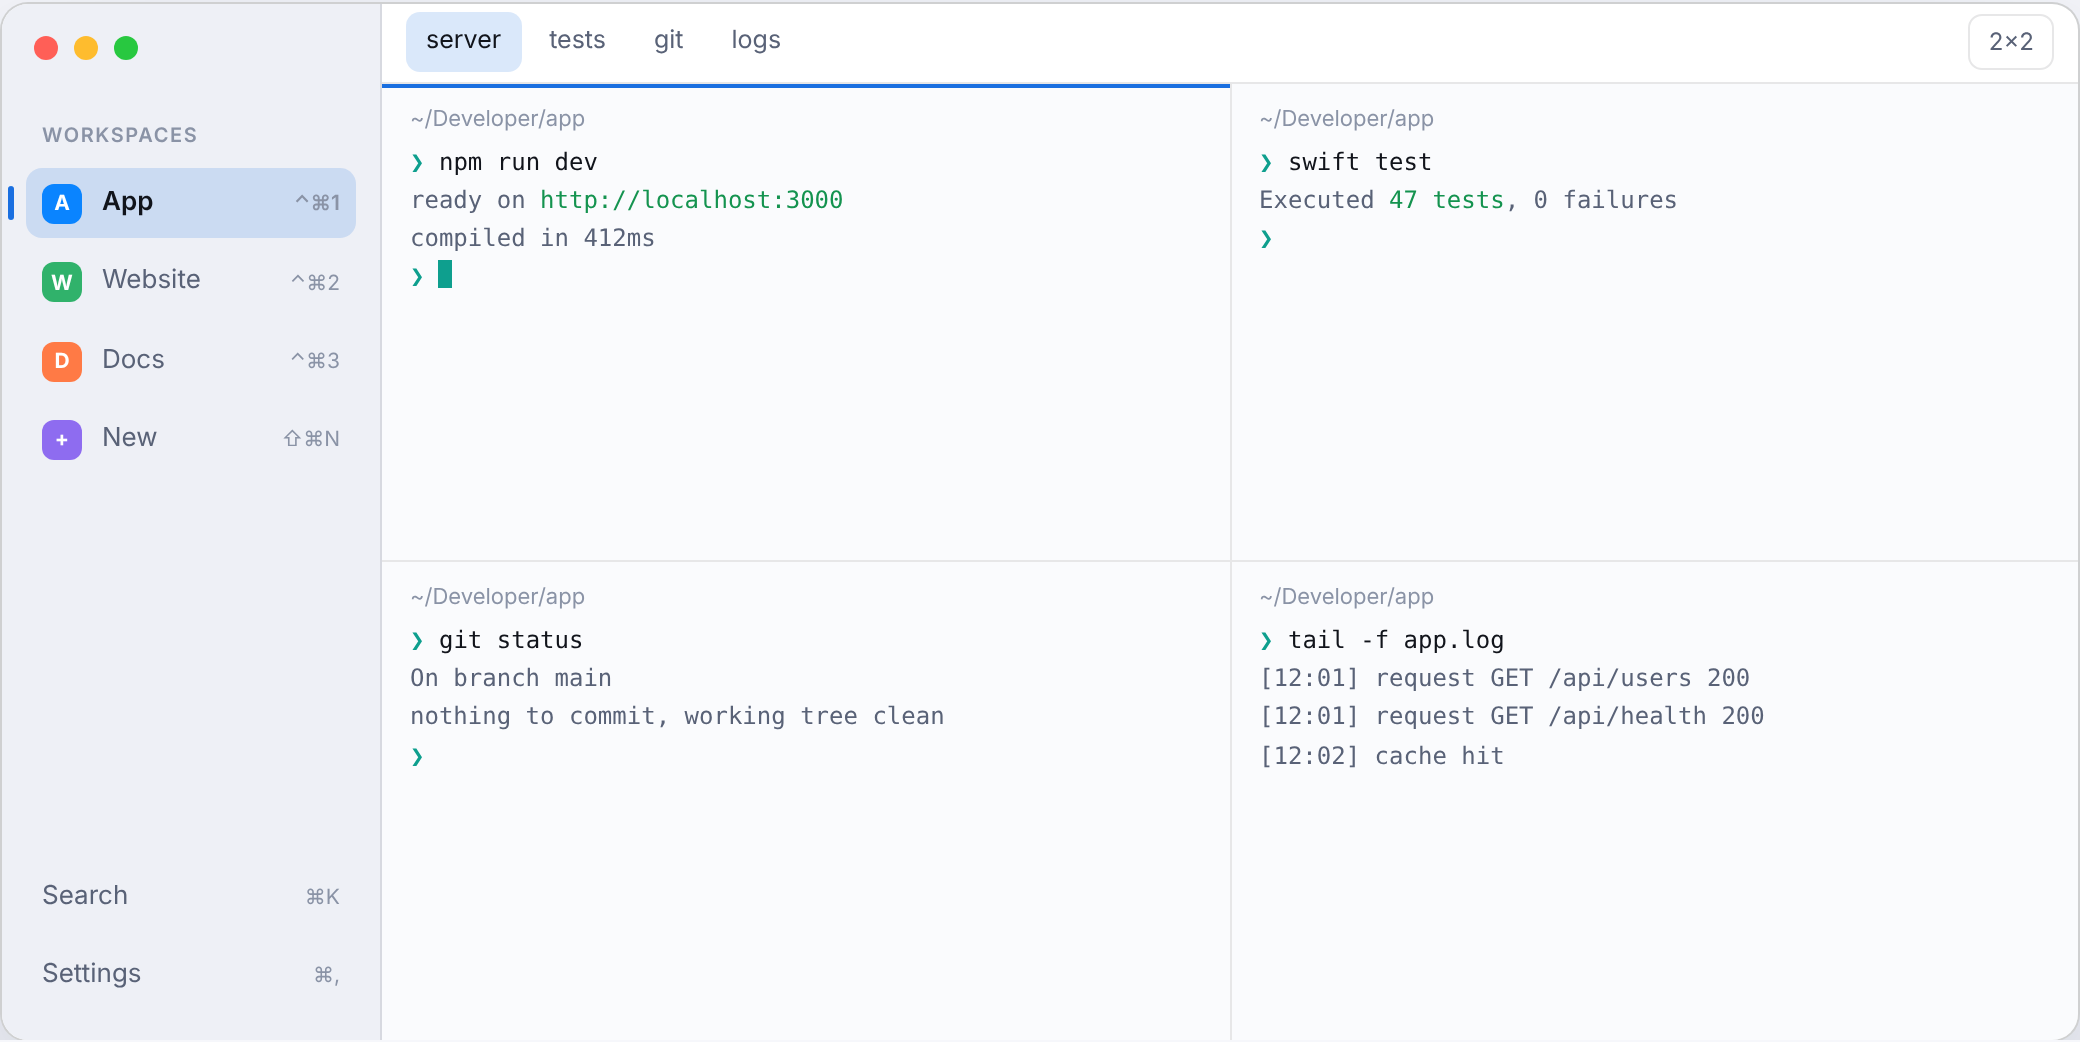 WORKSPACES
A App ⌃⌘1
W Website ⌃⌘2
D Docs ⌃⌘3
+ New ⇧⌘N
Search ⌘K
Settings ⌘,
server tests git logs 2×2
~/Developer/app
❯ npm run dev
ready on http://localhost:3000
compiled in 412ms
❯
~/Developer/app
❯ swift test
Executed 47 tests, 0 failures
❯
~/Developer/app
❯ git status
On branch main
nothing to commit, working tree clean
❯
~/Developer/app
❯ tail -f app.log
[12:01] request GET /api/users 200
[12:01] request GET /api/health 200
[12:02] cache hit